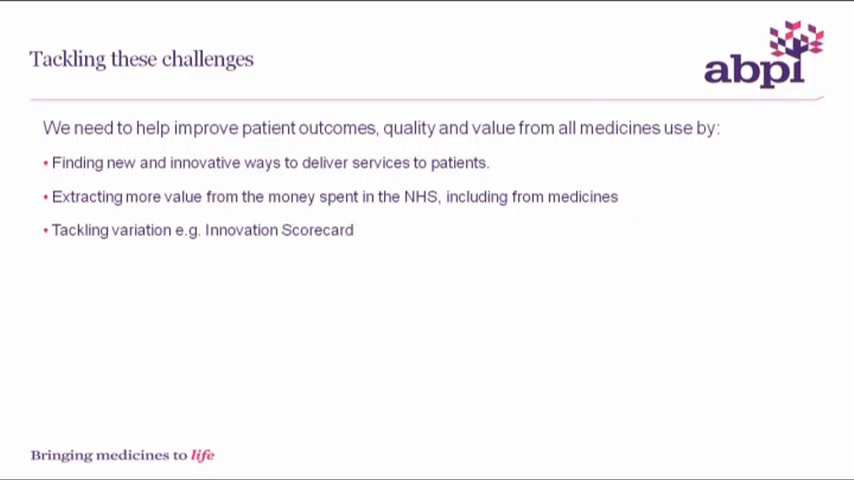 Tackling these challenges
abpi
We need to help improve patient outcomes, quality and value from all medicines use by:
• Finding new and innovative ways to deliver services to patients.
• Extracting more value from the money spent in the NHS, including from medicines
• Tackling variation e.g. Innovation Scorecard
Bringing medicines to life